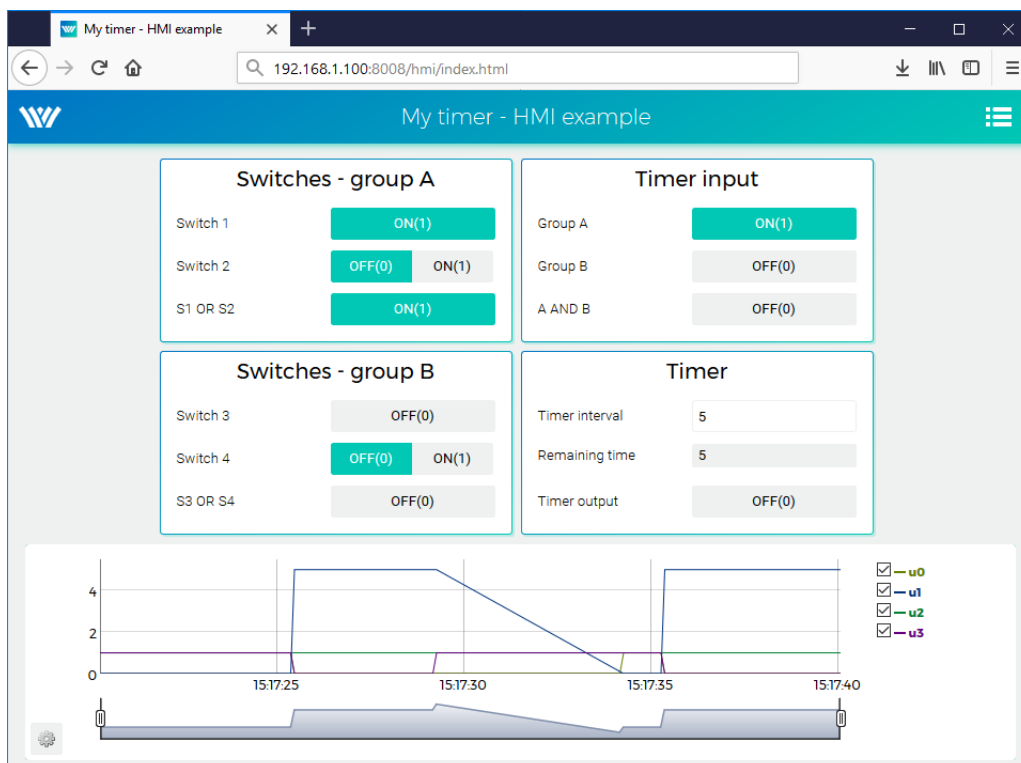 My timer - HMI example
192.168.1.100:8008/hmi/index.html
My timer - HMI example
Switches - group A
Switch 1 ON(1)
Switch 2 OFF(0) ON(1)
S1 OR S2 ON(1)
Timer input
Group A ON(1)
Group B OFF(0)
A AND B OFF(0)
Switches - group B
Switch 3 OFF(0)
Switch 4 OFF(0) ON(1)
S3 OR S4 OFF(0)
Timer
Timer interval 5
Remaining time 5
Timer output OFF(0)
4
2
0
15:17:25 15:17:30 15:17:35 15:17:40
u0
u1
u2
u3